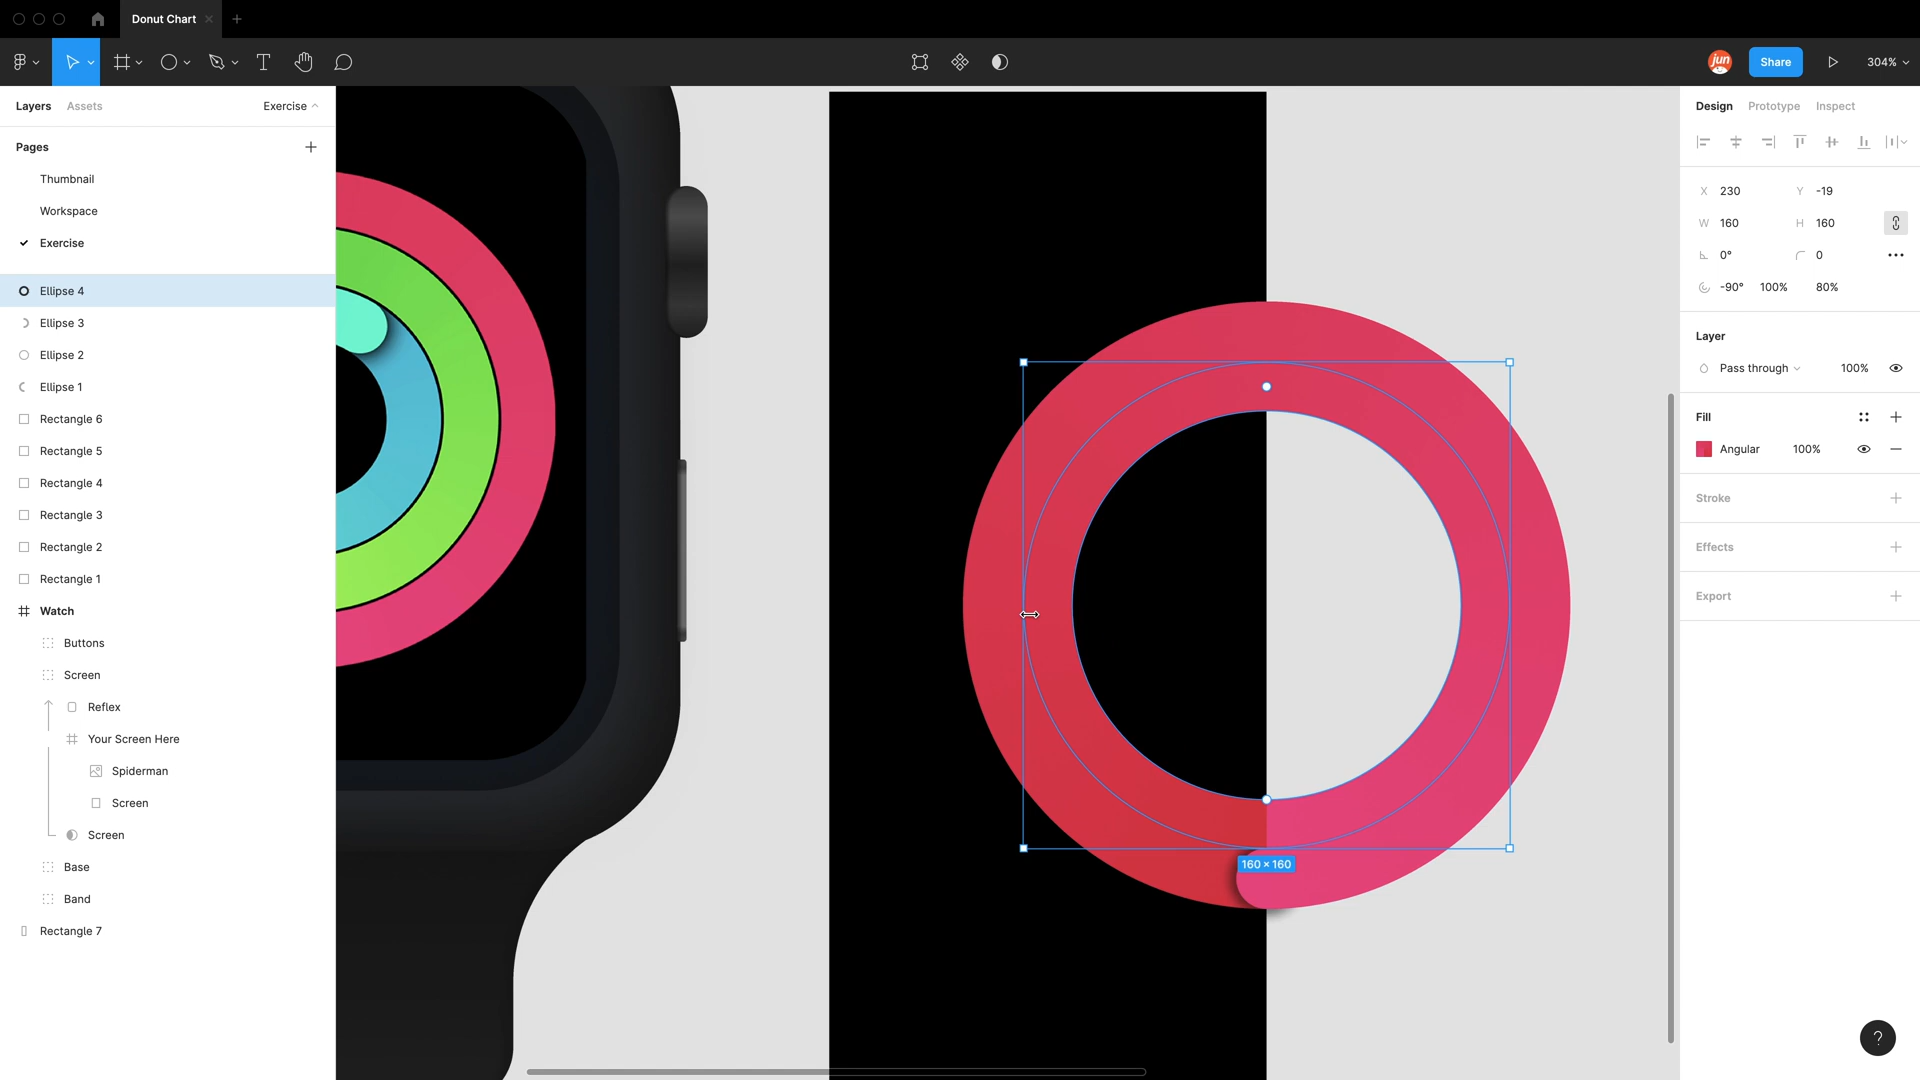 Donut Chart
jun
Share
304%
Layers
Assets
Exercise
Pages
Thumbnail
Workspace
Exercise
Ellipse 4
Ellipse 3
Ellipse 2
Ellipse 1
Rectangle 6
Rectangle 5
Rectangle 4
Rectangle 3
Rectangle 2
Rectangle 1
Watch
Buttons
Screen
Reflex
Your Screen Here
Spiderman
Screen
Screen
Base
Band
Rectangle 7
160 × 160
Design
Prototype
Inspect
X 230 Y -19
W 160 H 160
0° 0
-90° 100% 80%
Layer
Pass through 100%
Fill
Angular 100%
Stroke
Effects
Export
?